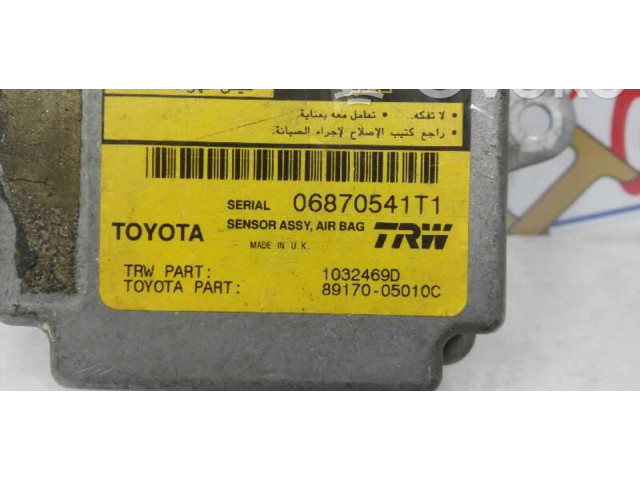 • لا تفكه. • تعامل معه بعناية.
• راجع كتيب الإصلاح لإجراء الصيانة.
SERIAL 06870541T1
SENSOR ASSY, AIR BAG
TOYOTA TRW
MADE IN U.K.
TRW PART: 1032469D
TOYOTA PART: 89170-05010C